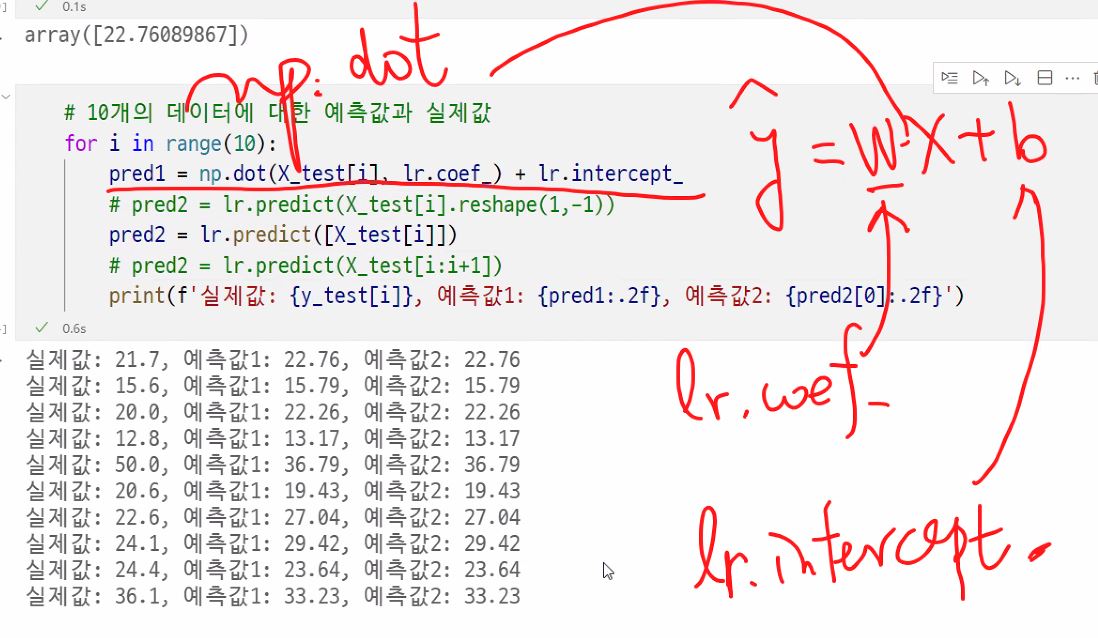 0.1s
array([22.76089867])
np.dot
# 10개의 데이터에 대한 예측값과 실제값
for i in range(10):
pred1 = np.dot(X_test[i], lr.coef_) + lr.intercept_
# pred2 = lr.predict(X_test[i].reshape(1,-1))
pred2 = lr.predict([X_test[i]])
# pred2 = lr.predict(X_test[i:i+1])
print(f'실제값: {y_test[i]}, 예측값1: {pred1:.2f}, 예측값2: {pred2[0]:.2f}')
0.6s
ŷ = W·X + b
lr.coef_
lr.intercept_
실제값: 21.7, 예측값1: 22.76, 예측값2: 22.76
실제값: 15.6, 예측값1: 15.79, 예측값2: 15.79
실제값: 20.0, 예측값1: 22.26, 예측값2: 22.26
실제값: 12.8, 예측값1: 13.17, 예측값2: 13.17
실제값: 50.0, 예측값1: 36.79, 예측값2: 36.79
실제값: 20.6, 예측값1: 19.43, 예측값2: 19.43
실제값: 22.6, 예측값1: 27.04, 예측값2: 27.04
실제값: 24.1, 예측값1: 29.42, 예측값2: 29.42
실제값: 24.4, 예측값1: 23.64, 예측값2: 23.64
실제값: 36.1, 예측값1: 33.23, 예측값2: 33.23